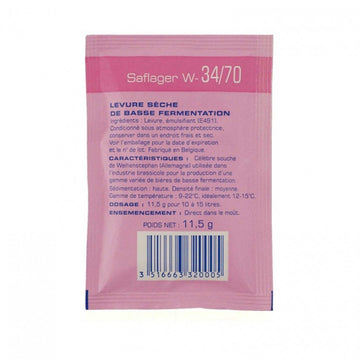 Saflager W- 34/70
LEVURE SÈCHE
DE BASSE FERMENTATION
Ingrédients : Levure, émulsifiant (E491).
Conditionné sous atmosphère protectrice,
conserver dans un endroit frais et sec.
Voir l'emballage pour la date d'expiration
et le n° de lot. Fabriqué en Belgique.
CARACTÉRISTIQUES : Célèbre souche
de Weihenstephan (Allemagne) utilisée dans
l'industrie brassicole pour la production d'une
gamme variée de bières de basse fermentation.
Sédimentation : haute. Densité finale : moyenne
Gamme de température : 9-22°C, idéalement 12-15°C.
DOSAGE : 11,5 g pour 10 à 15 litres.
ENSEMENCEMENT : Direct dans le moût.
POIDS NET : 11,5 g
3 516663 320005